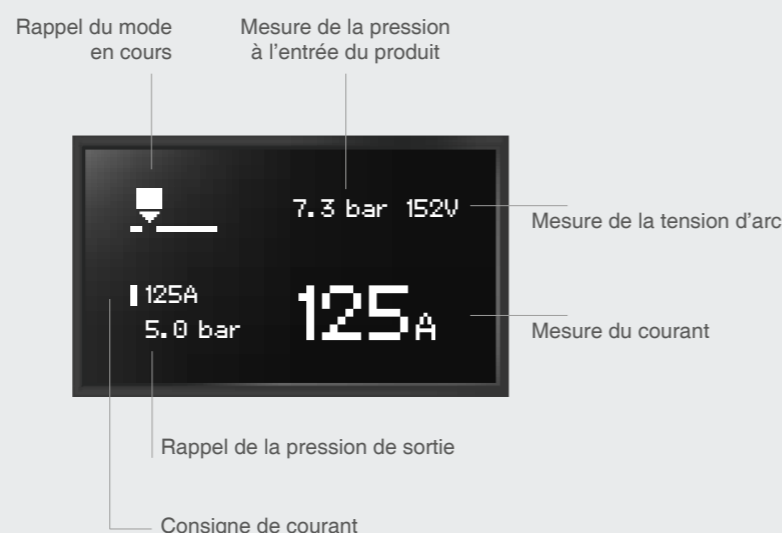 Rappel du mode
en cours
Mesure de la pression
à l'entrée du produit
7.3 bar 152V
Mesure de la tension d'arc
125A
5.0 bar
125A
Mesure du courant
Rappel de la pression de sortie
Consigne de courant